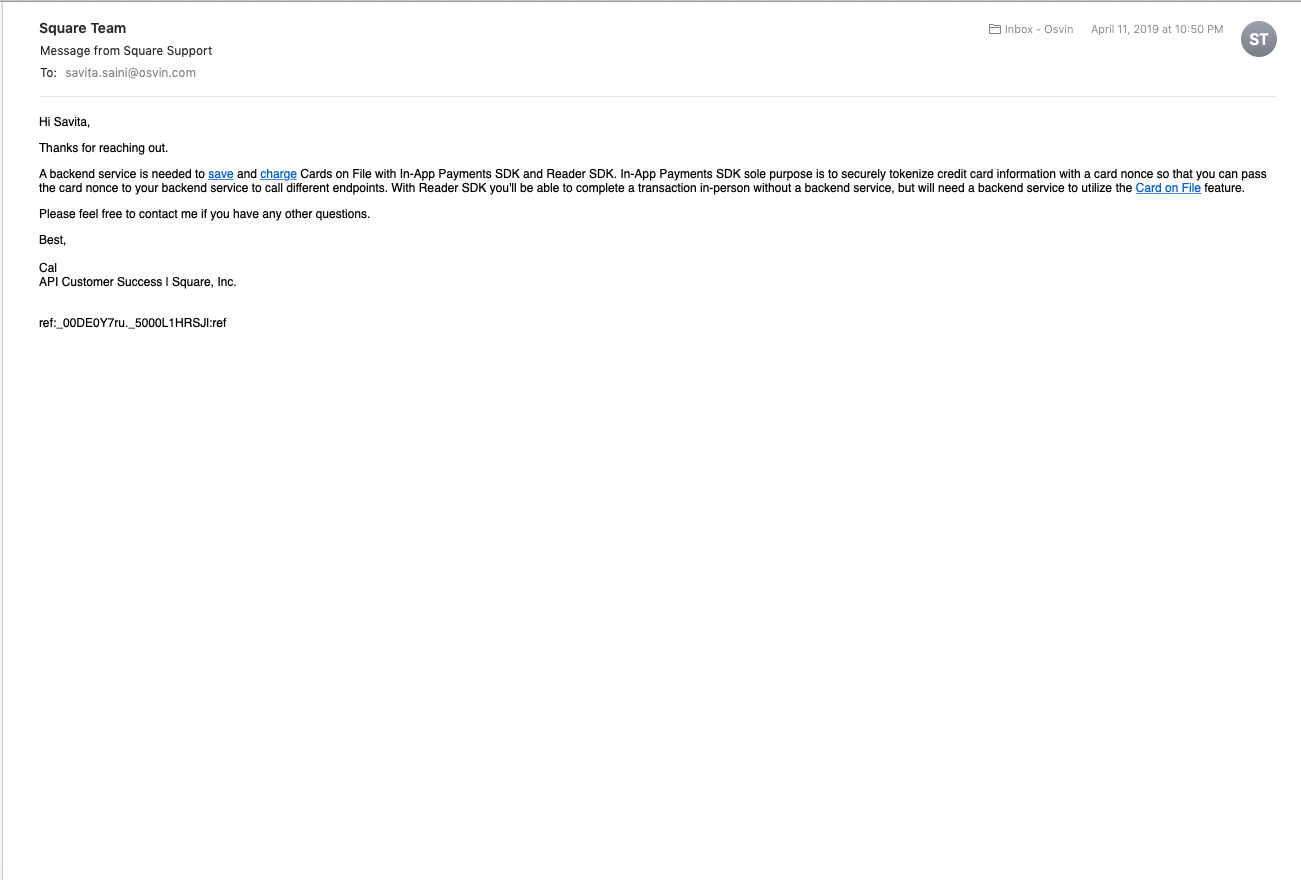 Square Team
Inbox - Osvin
April 11, 2019 at 10:50 PM
ST
Message from Square Support
To: savita.saini@osvin.com
Hi Savita,
Thanks for reaching out.
A backend service is needed to save and charge Cards on File with In-App Payments SDK and Reader SDK. In-App Payments SDK sole purpose is to securely tokenize credit card information with a card nonce so that you can pass
the card nonce to your backend service to call different endpoints. With Reader SDK you'll be able to complete a transaction in-person without a backend service, but will need a backend service to utilize the Card on File feature.
Please feel free to contact me if you have any other questions.
Best,
Cal
API Customer Success | Square, Inc.
ref:_00DE0Y7ru._5000L1HRSJl:ref